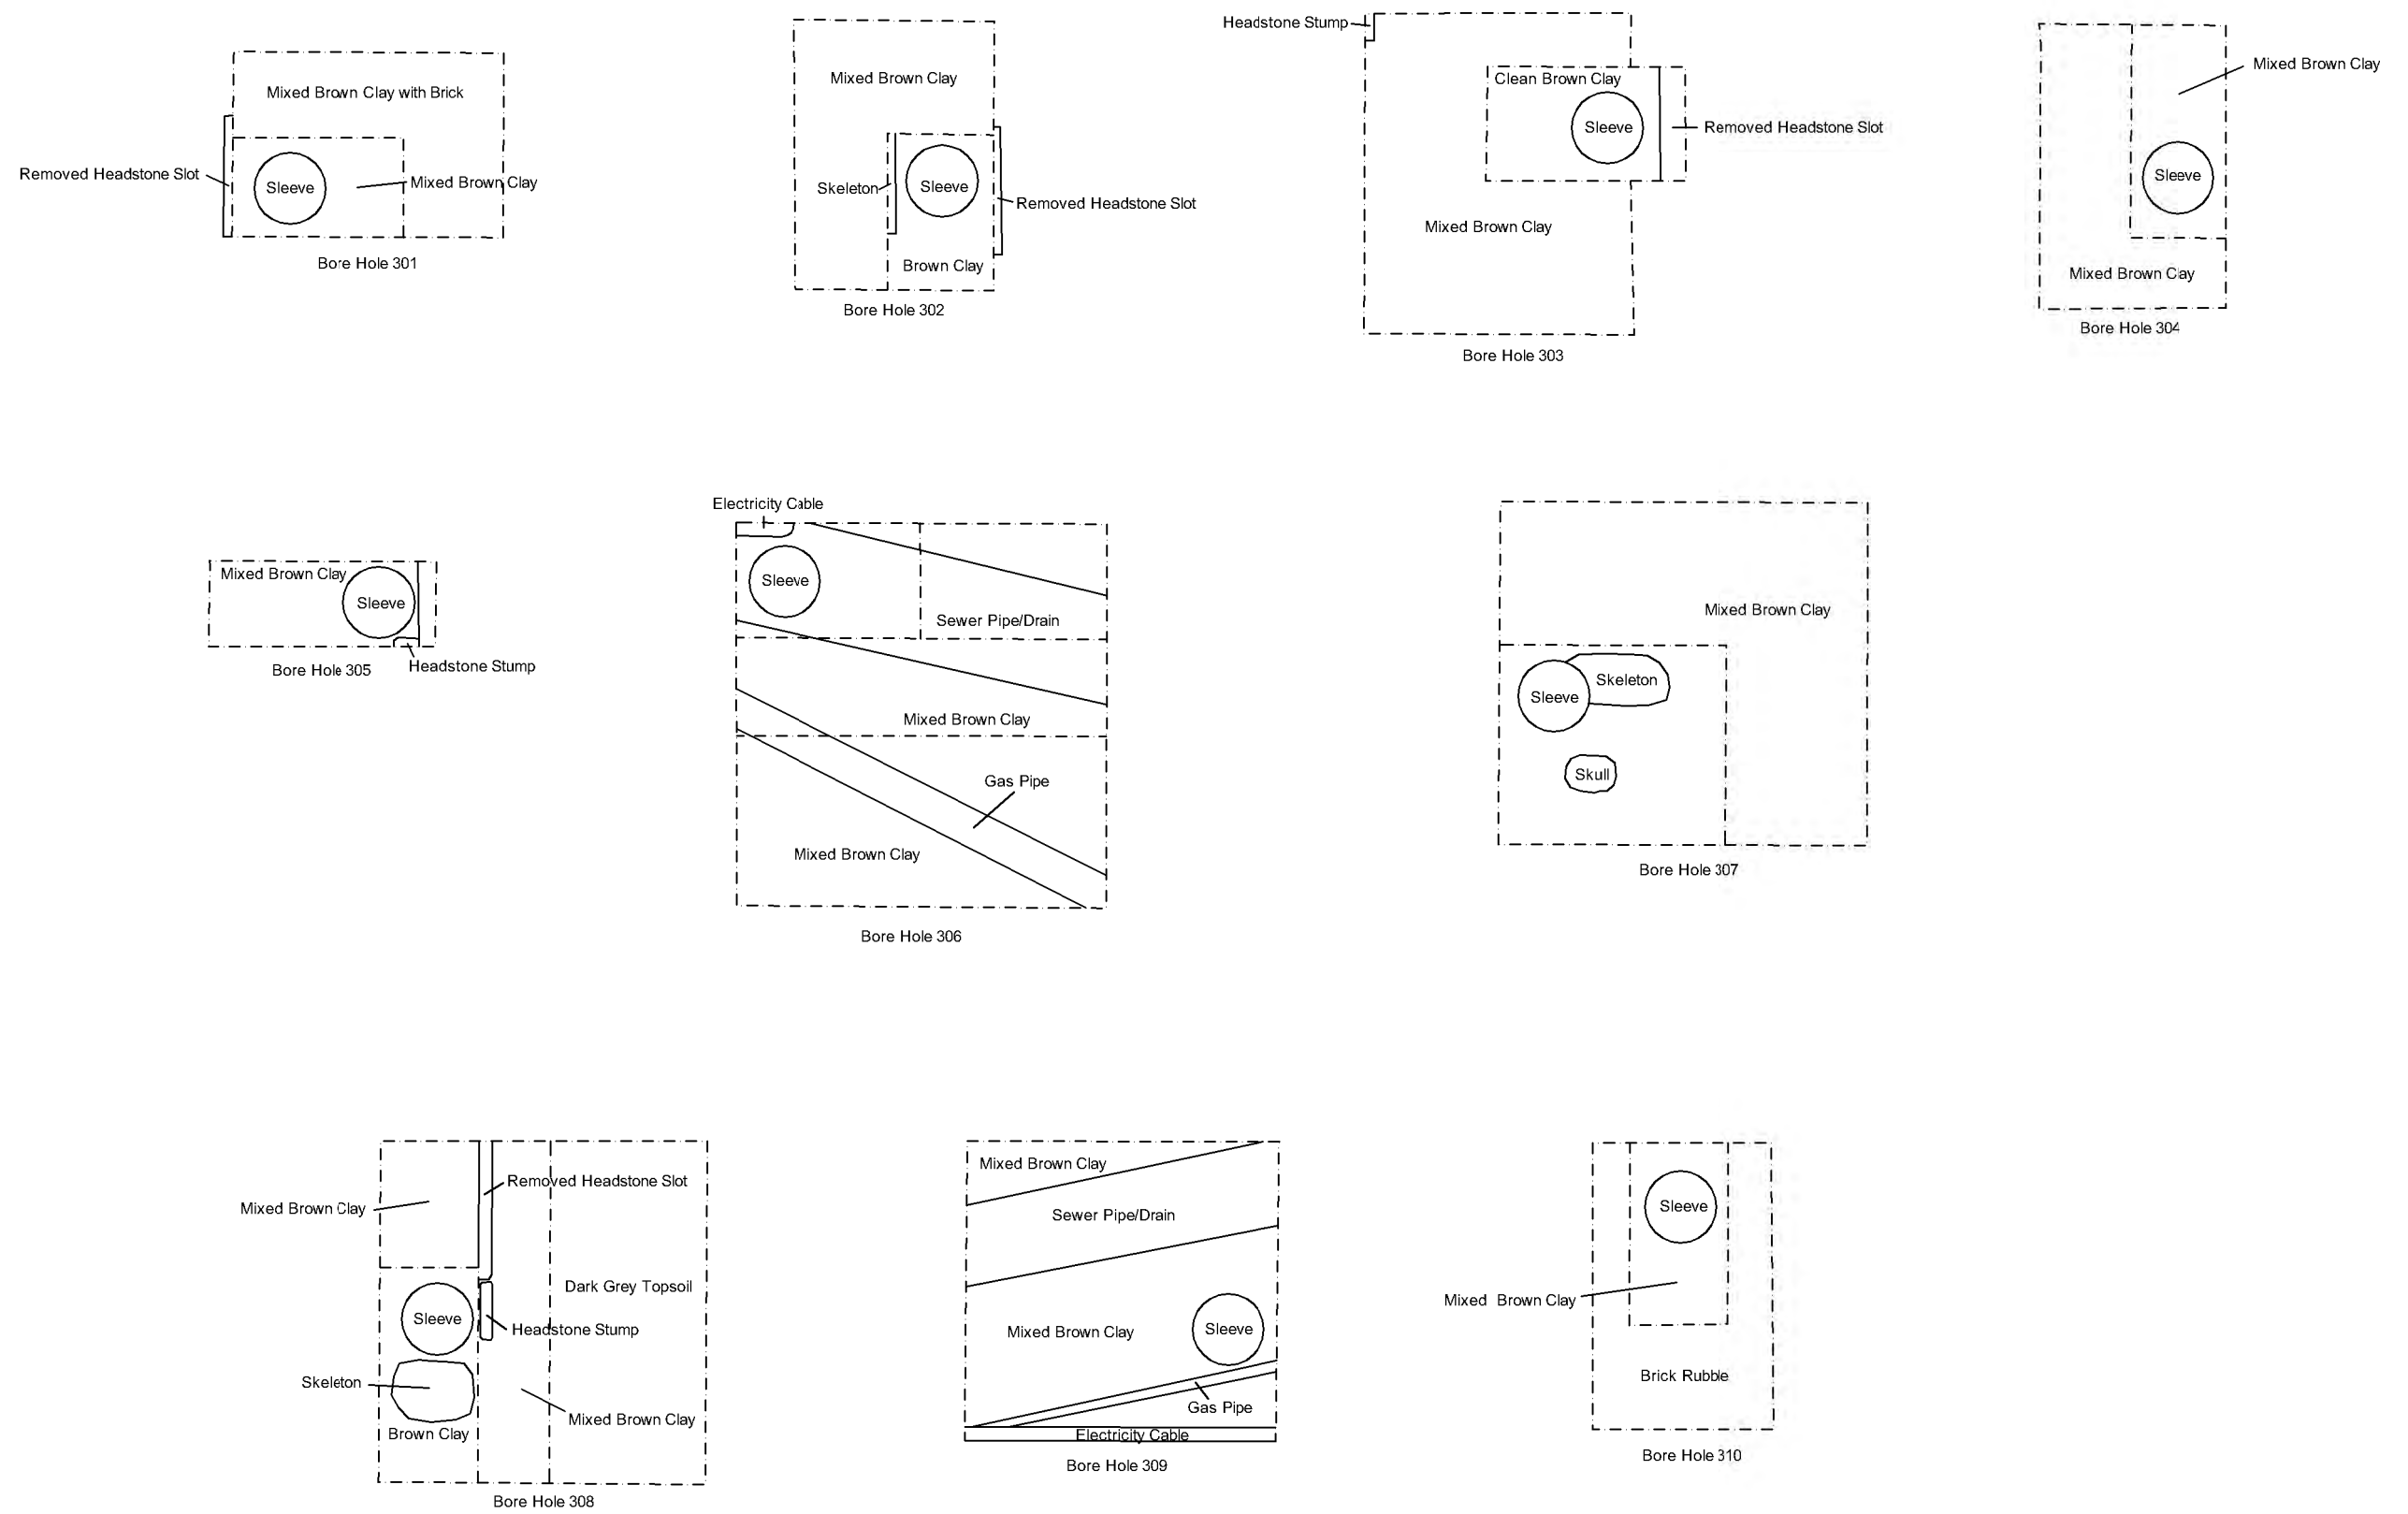 Mixed Brown Clay with Brick
Removed Headstone Slot
Sleeve
Mixed Brown Clay
Bore Hole 301
Mixed Brown Clay
Skeleton
Sleeve
Removed Headstone Slot
Brown Clay
Bore Hole 302
Headstone Stump
Clean Brown Clay
Sleeve
Removed Headstone Slot
Mixed Brown Clay
Bore Hole 303
Mixed Brown Clay
Sleeve
Mixed Brown Clay
Bore Hole 304
Mixed Brown Clay
Sleeve
Headstone Stump
Bore Hole 305
Electricity Cable
Sleeve
Sewer Pipe/Drain
Mixed Brown Clay
Gas Pipe
Mixed Brown Clay
Bore Hole 306
Mixed Brown Clay
Skeleton
Sleeve
Skull
Bore Hole 307
Removed Headstone Slot
Mixed Brown Clay
Dark Grey Topsoil
Sleeve
Headstone Stump
Skeleton
Mixed Brown Clay
Brown Clay
Bore Hole 308
Mixed Brown Clay
Sewer Pipe/Drain
Mixed Brown Clay
Sleeve
Gas Pipe
Electricity Cable
Bore Hole 309
Sleeve
Mixed Brown Clay
Brick Rubble
Bore Hole 310